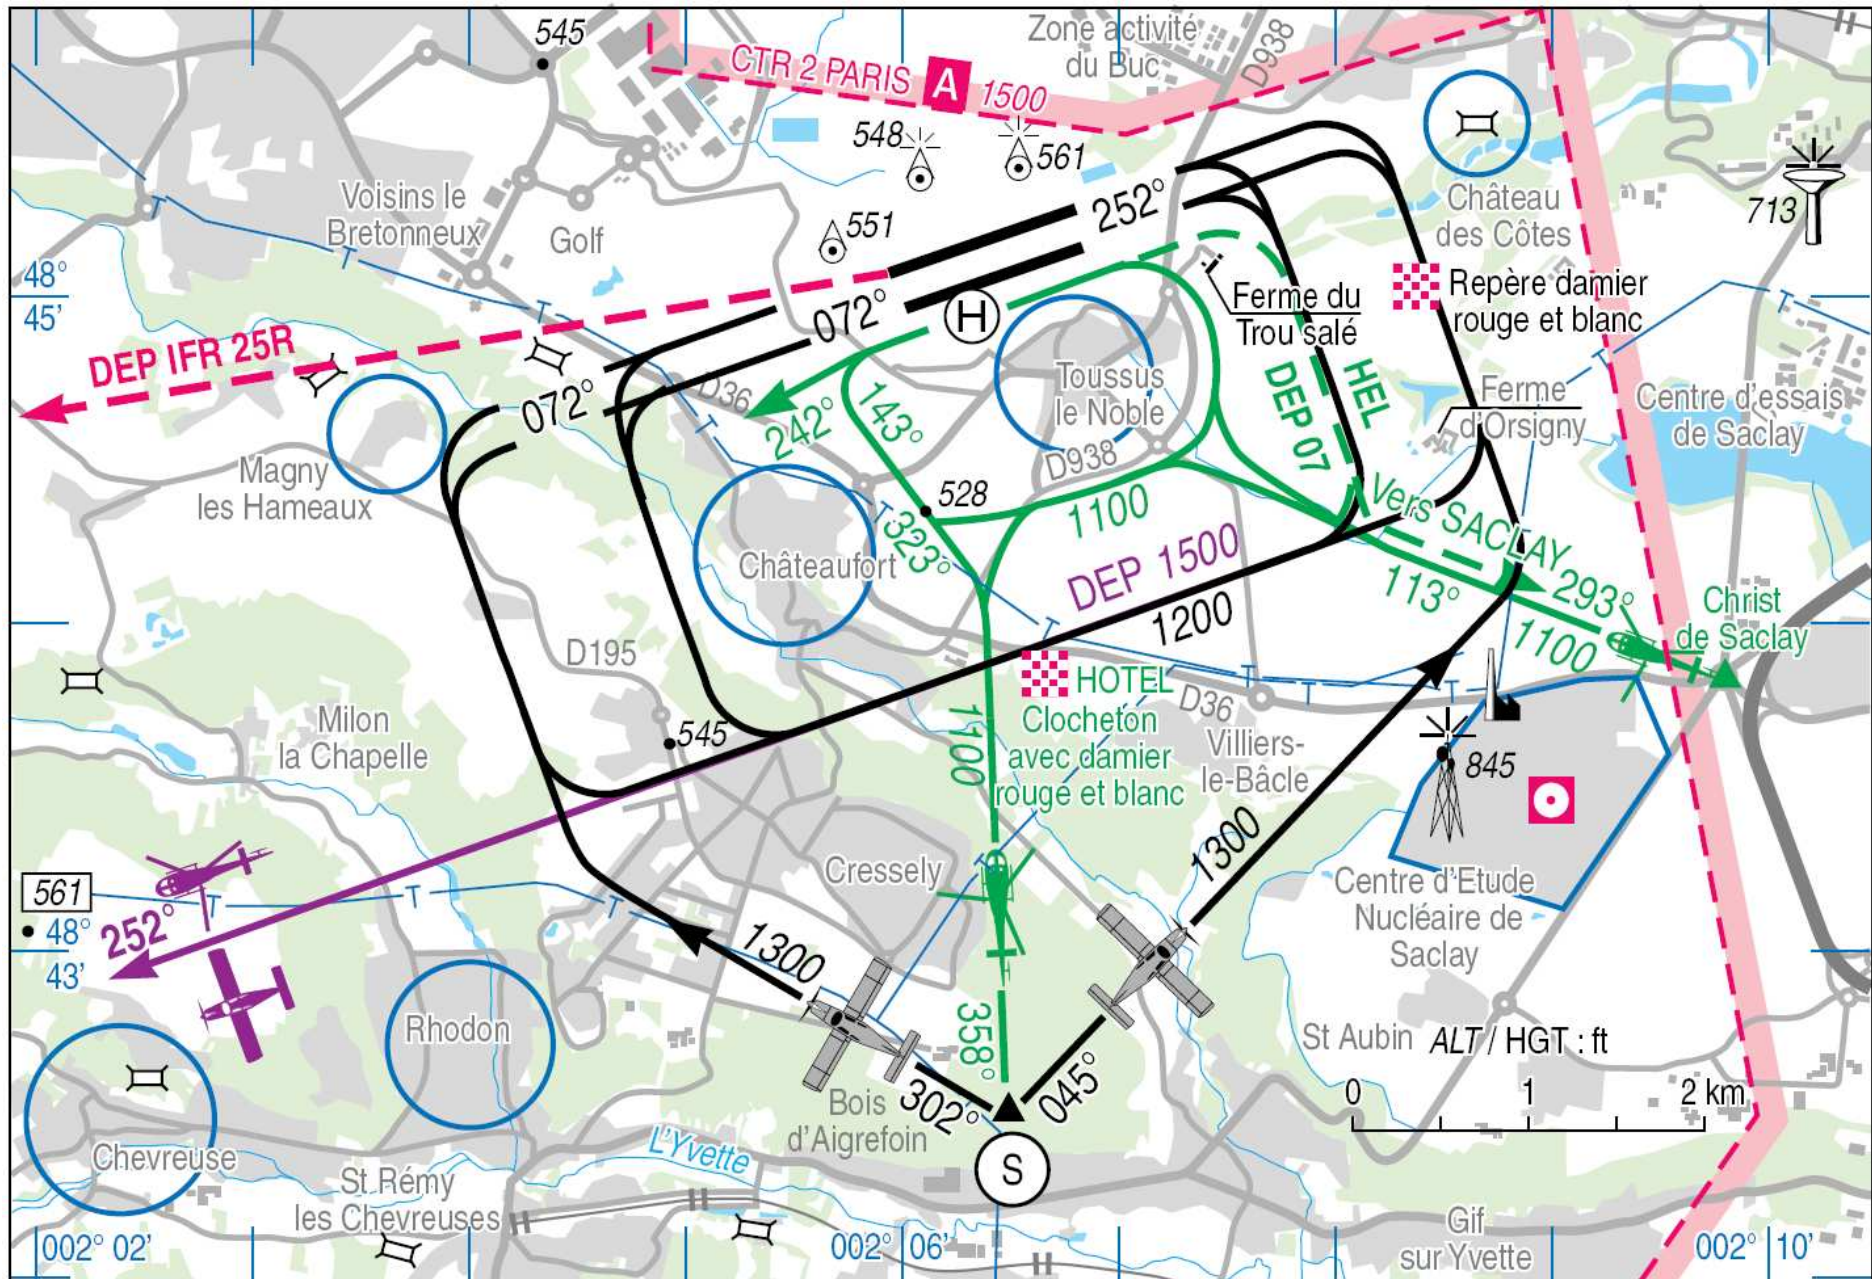 545
Zone activité
du Buc
D938
CTR 2 PARIS A 1500
548
561
551
Voisins le
Bretonneux
Golf
252°
Château
des Côtes
713
48°
45'
DEP IFR 25R
072°
H
Ferme du
Trou salé
Repère damier
rouge et blanc
072°
D36
242°
143°
Toussus
le Noble
DEP 07
HEL
Ferme
d'Orsigny
Centre d'essais
de Saclay
Magny
les Hameaux
D938
528
323°
1100
Vers SACLAY
Châteaufort
DEP 1500
1200
113°
293°
1100
Christ
de Saclay
D195
HOTEL
Clocheton
avec damier
rouge et blanc
1100
D36
Villiers-
le-Bâcle
845
Milon
la Chapelle
545
Cressely
1300
561
48°
43'
252°
1300
Centre d'Etude
Nucléaire de
Saclay
Rhodon
358°
302°
045°
St Aubin
ALT / HGT : ft
0 1 2 km
Bois
d'Aigrefoin
Chevreuse
L'Yvette
St Rémy
les Chevreuses
S
Gif
sur Yvette
002° 02'
002° 06'
002° 10'